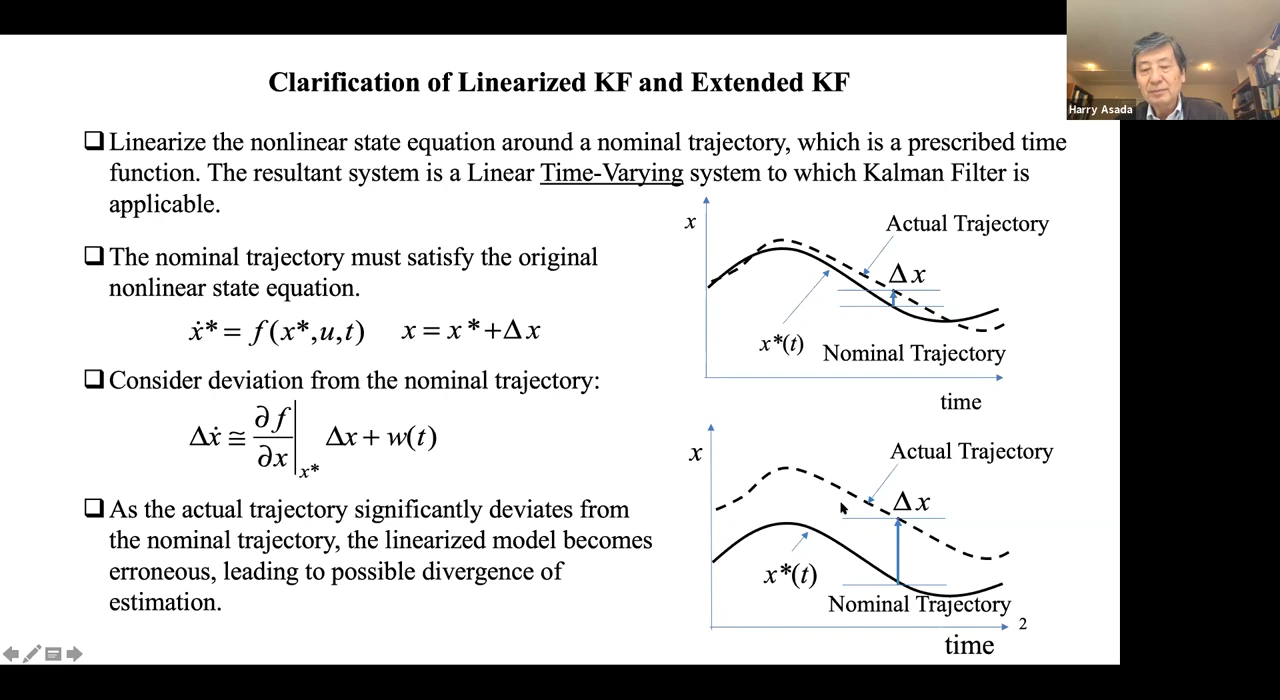 Harry Asada
Clarification of Linearized KF and Extended KF
❑Linearize the nonlinear state equation around a nominal trajectory, which is a prescribed time
function. The resultant system is a Linear Time-Varying system to which Kalman Filter is
applicable.
❑The nominal trajectory must satisfy the original
nonlinear state equation.
ẋ* = f(x*,u,t)   x = x*+Δx
❑Consider deviation from the nominal trajectory:
Δẋ ≅ ∂f/∂x|x* Δx + w(t)
❑As the actual trajectory significantly deviates from
the nominal trajectory, the linearized model becomes
erroneous, leading to possible divergence of
estimation.
x
Actual Trajectory
Δx
x*(t)
Nominal Trajectory
time
x
Actual Trajectory
Δx
x*(t)
Nominal Trajectory
2
time